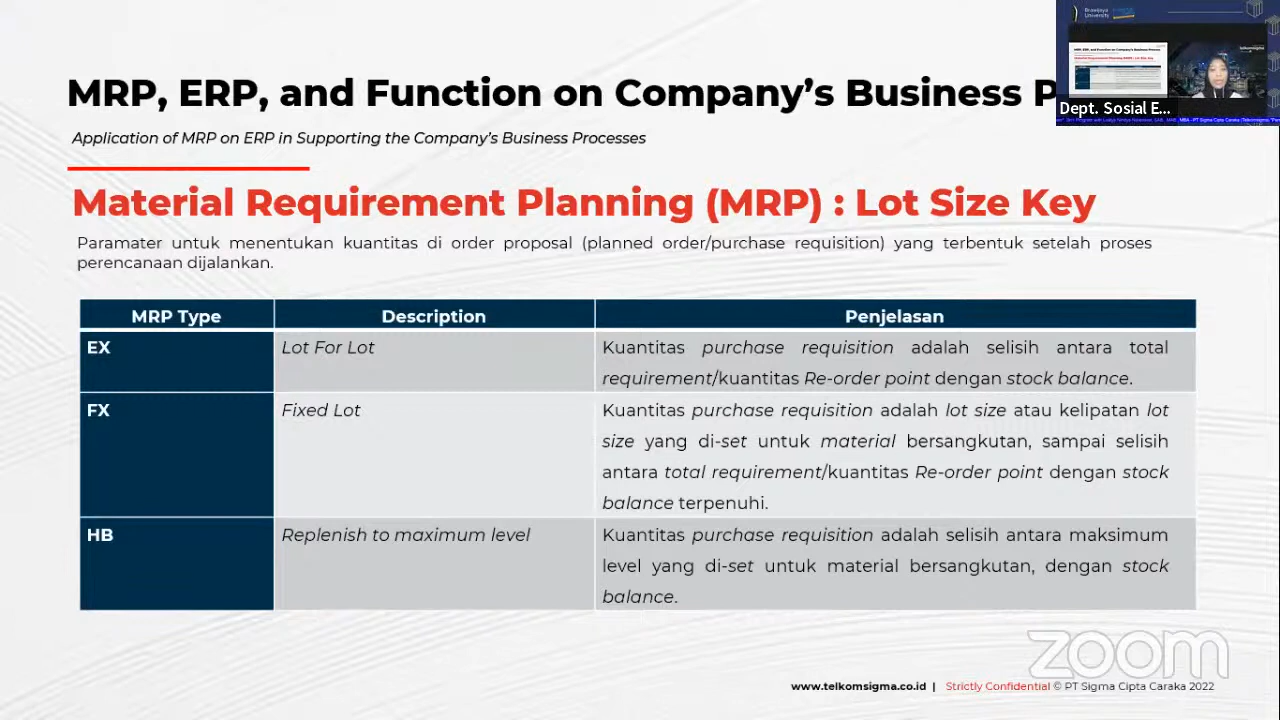 Brawijaya
University
MRP, ERP, and Function on Company's Business P
Dept. Sosial E...
Application of MRP on ERP in Supporting the Company's Business Processes
Material Requirement Planning (MRP) : Lot Size Key
Paramater untuk menentukan kuantitas di order proposal (planned order/purchase requisition) yang terbentuk setelah proses
perencanaan dijalankan.
MRP Type Description Penjelasan
EX Lot For Lot Kuantitas purchase requisition adalah selisih antara total
requirement/kuantitas Re-order point dengan stock balance.
FX Fixed Lot Kuantitas purchase requisition adalah lot size atau kelipatan lot
size yang di-set untuk material bersangkutan, sampai selisih
antara total requirement/kuantitas Re-order point dengan stock
balance terpenuhi.
HB Replenish to maximum level Kuantitas purchase requisition adalah selisih antara maksimum
level yang di-set untuk material bersangkutan, dengan stock
balance.
zoom
www.telkomsigma.co.id | Strictly Confidential © PT Sigma Cipta Caraka 2022